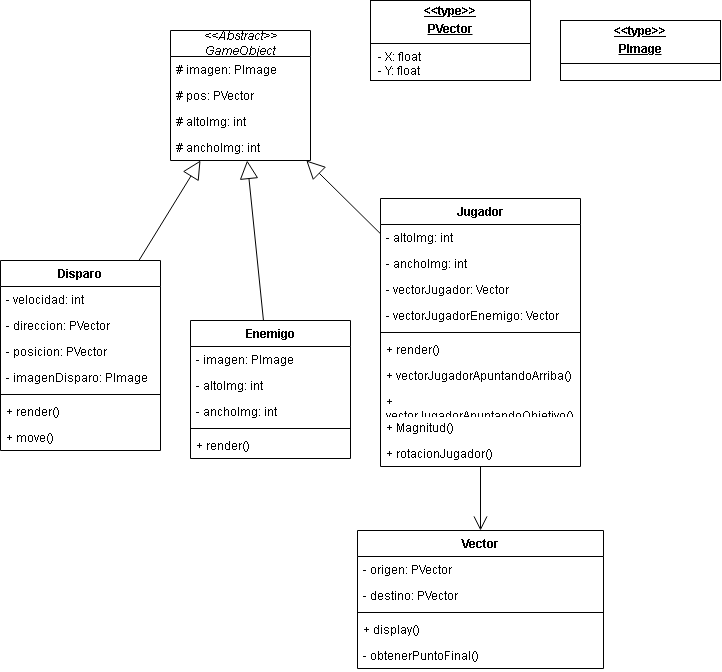 <<Abstract>>
GameObject
# imagen: PImage
# pos: PVector
# altoImg: int
# anchoImg: int
<<type>>
PVector
- X: float
- Y: float
<<type>>
PImage
Disparo
- velocidad: int
- direccion: PVector
- posicion: PVector
- imagenDisparo: PImage
+ render()
+ move()
Enemigo
- imagen: PImage
- altoImg: int
- anchoImg: int
+ render()
Jugador
- altoImg: int
- anchoImg: int
- vectorJugador: Vector
- vectorJugadorEnemigo: Vector
+ render()
+ vectorJugadorApuntandoArriba()
+
vectorJugadorApuntandoObjetivo()
+ Magnitud()
+ rotacionJugador()
Vector
- origen: PVector
- destino: PVector
+ display()
- obtenerPuntoFinal()